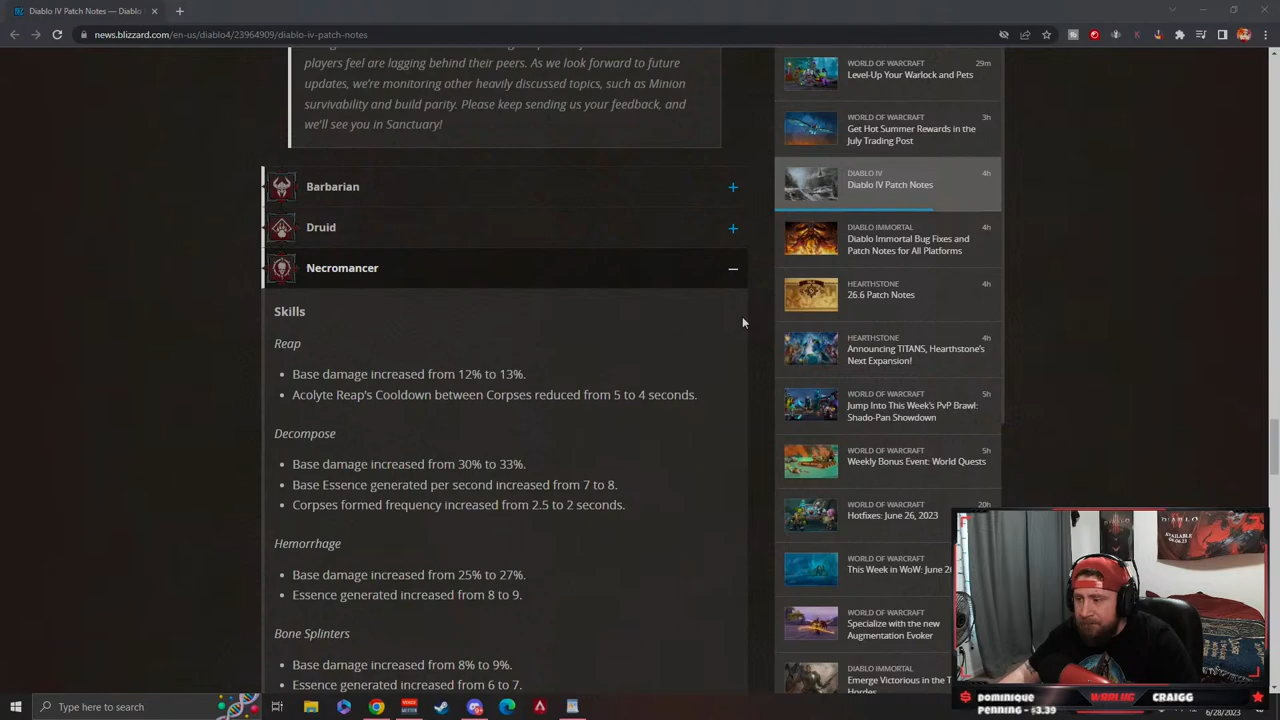 Diablo IV Patch Notes — Diablo
news.blizzard.com/en-us/diablo4/23964909/diablo-iv-patch-notes
players feel are lagging behind their peers. As we look forward to future
updates, we're monitoring other heavily discussed topics, such as Minion
survivability and build parity. Please keep sending us your feedback, and
we'll see you in Sanctuary!
Barbarian
Druid
Necromancer
Skills
Reap
Base damage increased from 12% to 13%.
Acolyte Reap's Cooldown between Corpses reduced from 5 to 4 seconds.
Decompose
Base damage increased from 30% to 33%.
Base Essence generated per second increased from 7 to 8.
Corpses formed frequency increased from 2.5 to 2 seconds.
Hemorrhage
Base damage increased from 25% to 27%.
Essence generated increased from 8 to 9.
Bone Splinters
Base damage increased from 8% to 9%.
Essence generated increased from 6 to 7.
WORLD OF WARCRAFT 29m
Level-Up Your Warlock and Pets
WORLD OF WARCRAFT 3h
Get Hot Summer Rewards in the
July Trading Post
DIABLO IV 4h
Diablo IV Patch Notes
DIABLO IMMORTAL 4h
Diablo Immortal Bug Fixes and
Patch Notes for All Platforms
HEARTHSTONE 4h
26.6 Patch Notes
HEARTHSTONE 4h
Announcing TITANS, Hearthstone's
Next Expansion!
WORLD OF WARCRAFT 5h
Jump Into This Week's PvP Brawl:
Shado-Pan Showdown
WORLD OF WARCRAFT 5h
Weekly Bonus Event: World Quests
WORLD OF WARCRAFT 20h
Hotfixes: June 26, 2023
WORLD OF WARCRAFT
This Week in WoW: June
WORLD OF WARCRAFT
Specialize with the new
Augmentation Evoker
DIABLO IMMORTAL
Emerge Victorious in the
Hordes
DIABLO
AVAILABLE
06.06.23
Dominique
Penning - $3.39
CRAIGG
Type here to search
6/28/2023